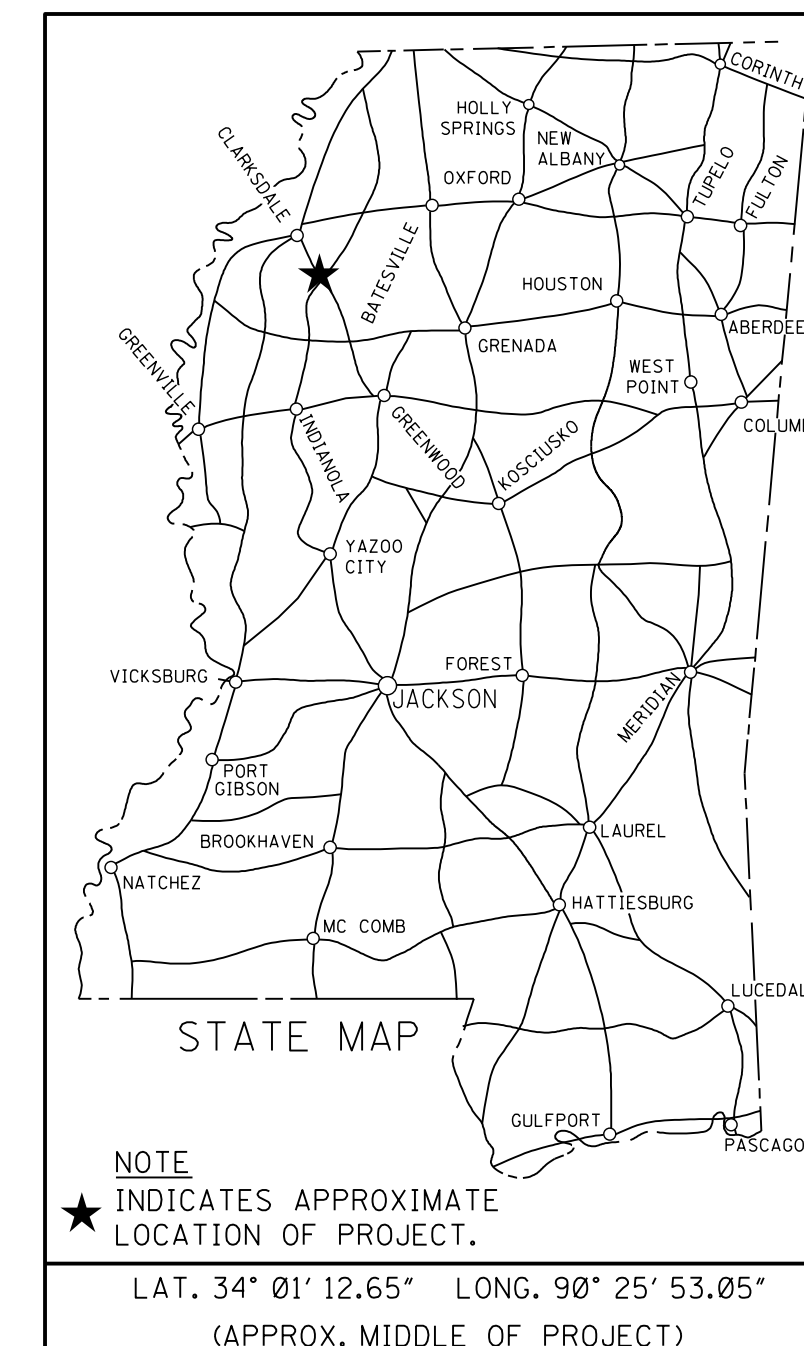 CORINTH
HOLLY
SPRINGS
NEW
ALBANY
CLARKSDALE
OXFORD
TUPELO
FULTON
BATESVILLE
HOUSTON
ABERDEE
GREENVILLE
GRENADA
WEST
POINT
COLUM
INDIANOLA
GREENWOOD
KOSCIUSKO
YAZOO
CITY
VICKSBURG
FOREST
JACKSON
MERIDIAN
PORT
GIBSON
BROOKHAVEN
LAUREL
NATCHEZ
HATTIESBURG
MC COMB
LUCEDAL
STATE MAP
GULFPORT
PASCAGO
NOTE
INDICATES APPROXIMATE
LOCATION OF PROJECT.
LAT. 34° 01' 12.65" LONG. 90° 25' 53.05"
(APPROX. MIDDLE OF PROJECT)